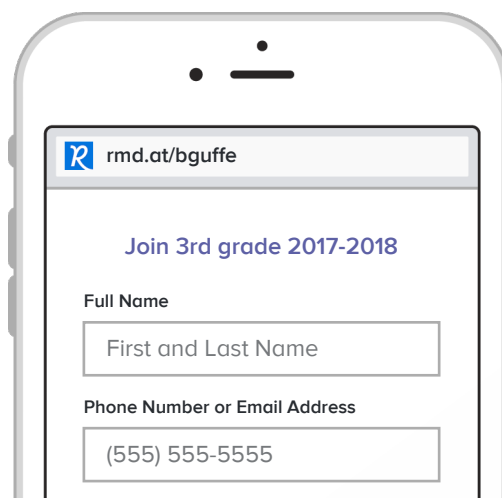 rmd.at/bguffe
Join 3rd grade 2017-2018
Full Name
First and Last Name
Phone Number or Email Address
(555) 555-5555